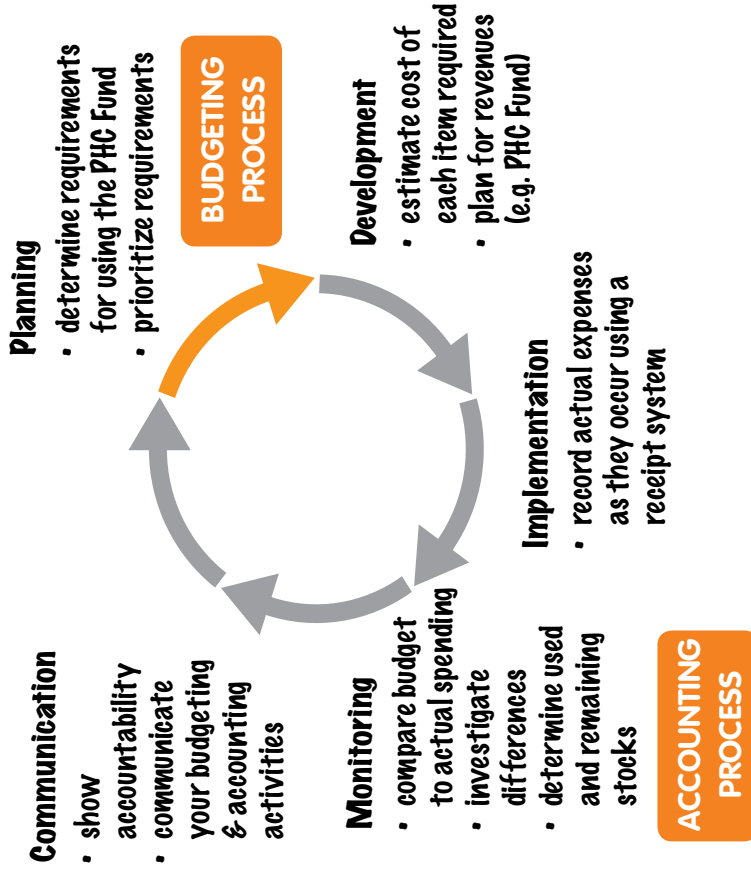 Planning
• determine requirements
for using the PHC Fund
• prioritize requirements
BUDGETING
PROCESS
Development
• estimate cost of
each item required
• plan for revenues
(e.g. PHC Fund)
Implementation
• record actual expenses
as they occur using a
receipt system
Monitoring
• compare budget
to actual spending
• investigate
differences
• determine used
and remaining
stocks
ACCOUNTING
PROCESS
Communication
• show
accountability
• communicate
your budgeting
& accounting
activities